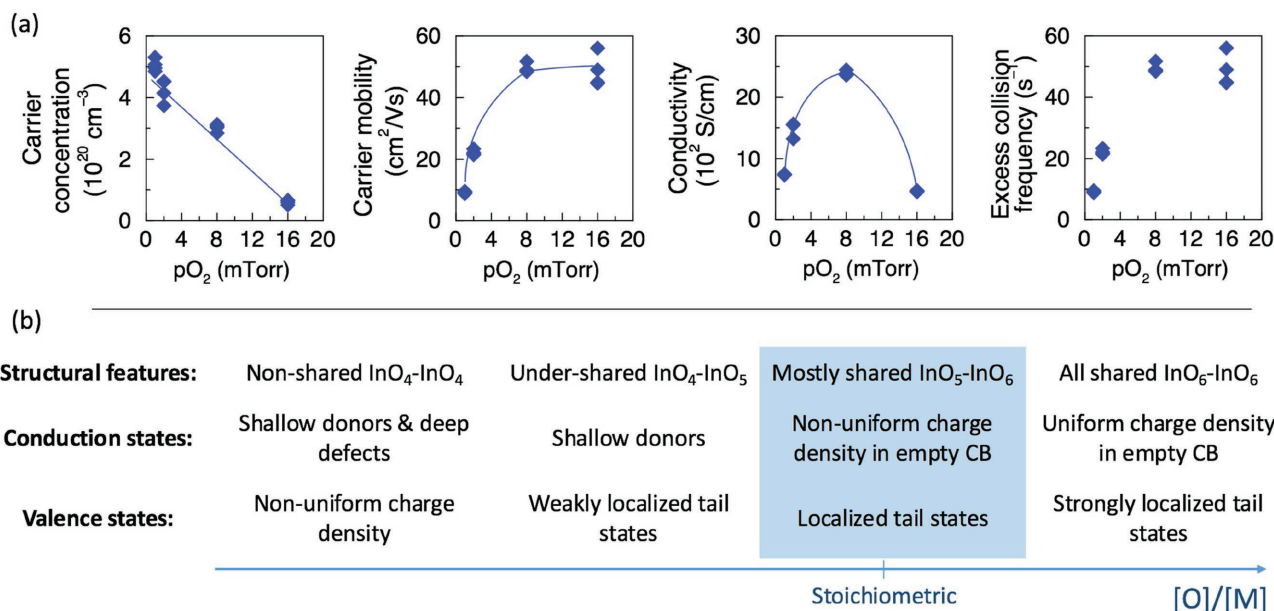 (a)
Carrier
concentration
(10²⁰ cm⁻³)
6
4
2
0
0 4 8 12 16 20
pO₂ (mTorr)
Carrier mobility
(cm²/Vs)
60
40
20
0
0 4 8 12 16 20
pO₂ (mTorr)
Conductivity
(10² S/cm)
30
20
10
0
0 4 8 12 16 20
pO₂ (mTorr)
Excess collision
frequency (s⁻¹)
60
40
20
0
0 4 8 12 16 20
pO₂ (mTorr)
(b)
Structural features: Non-shared InO₄-InO₄ Under-shared InO₄-InO₅ Mostly shared InO₅-InO₆ All shared InO₆-InO₆
Conduction states: Shallow donors & deep
defects
Shallow donors
Non-uniform charge
density in empty CB
Uniform charge density
in empty CB
Valence states: Non-uniform charge
density
Weakly localized tail
states
Localized tail states
Strongly localized tail
states
Stoichiometric [O]/[M]